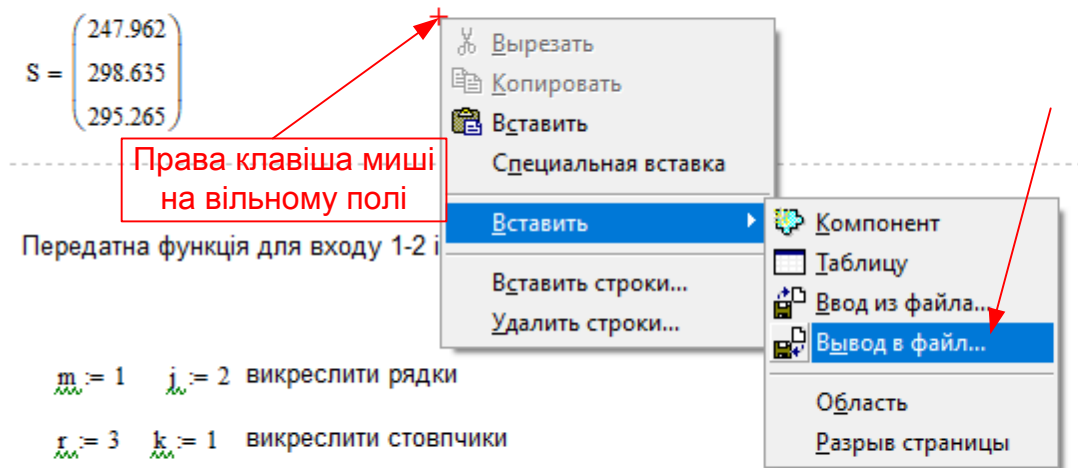 S = 247.962
298.635
295.265
Права клавіша миші
на вільному полі
Вырезать
Копировать
Вставить
Специальная вставка
Вставить
Вставить строки...
Удалить строки...
Компонент
Таблицу
Ввод из файла...
Вывод в файл...
Область
Разрыв страницы
Передатна функція для входу 1-2 і
m := 1 j := 2 викреслити рядки
r := 3 k := 1 викреслити стовпчики